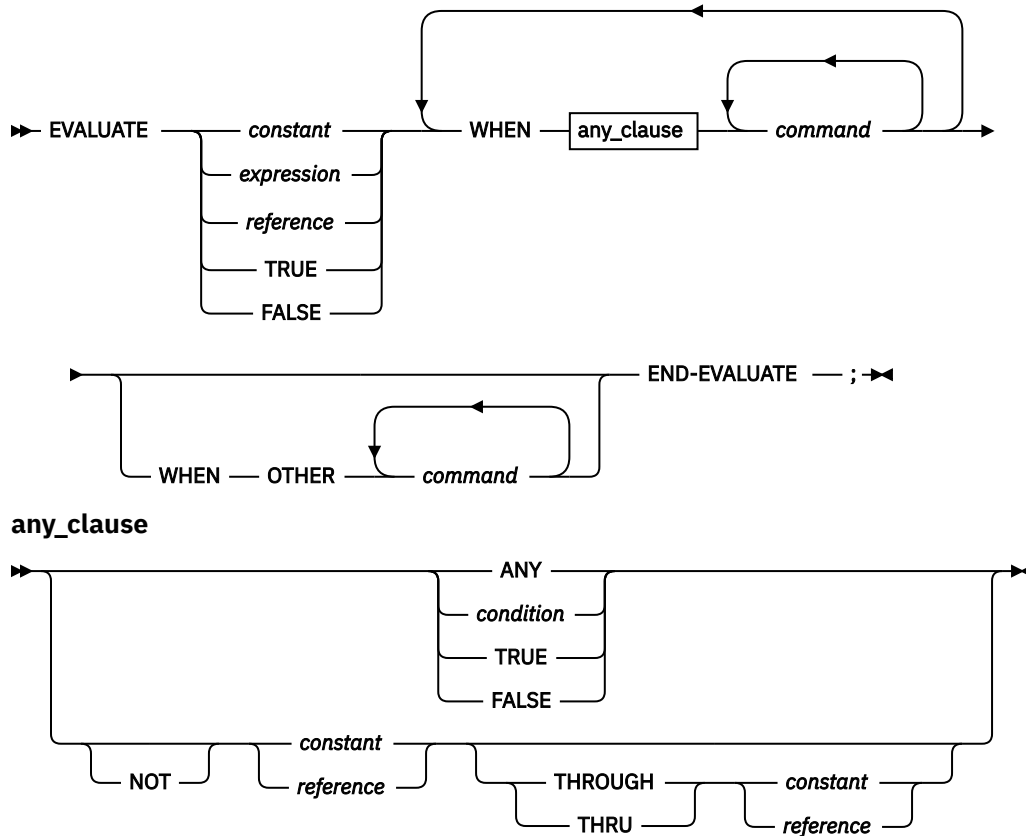 EVALUATE constant WHEN any_clause command
expression
reference
TRUE
FALSE
END-EVALUATE ;
WHEN OTHER command
any_clause
ANY
condition
TRUE
FALSE
constant
NOT reference THROUGH constant
THRU reference